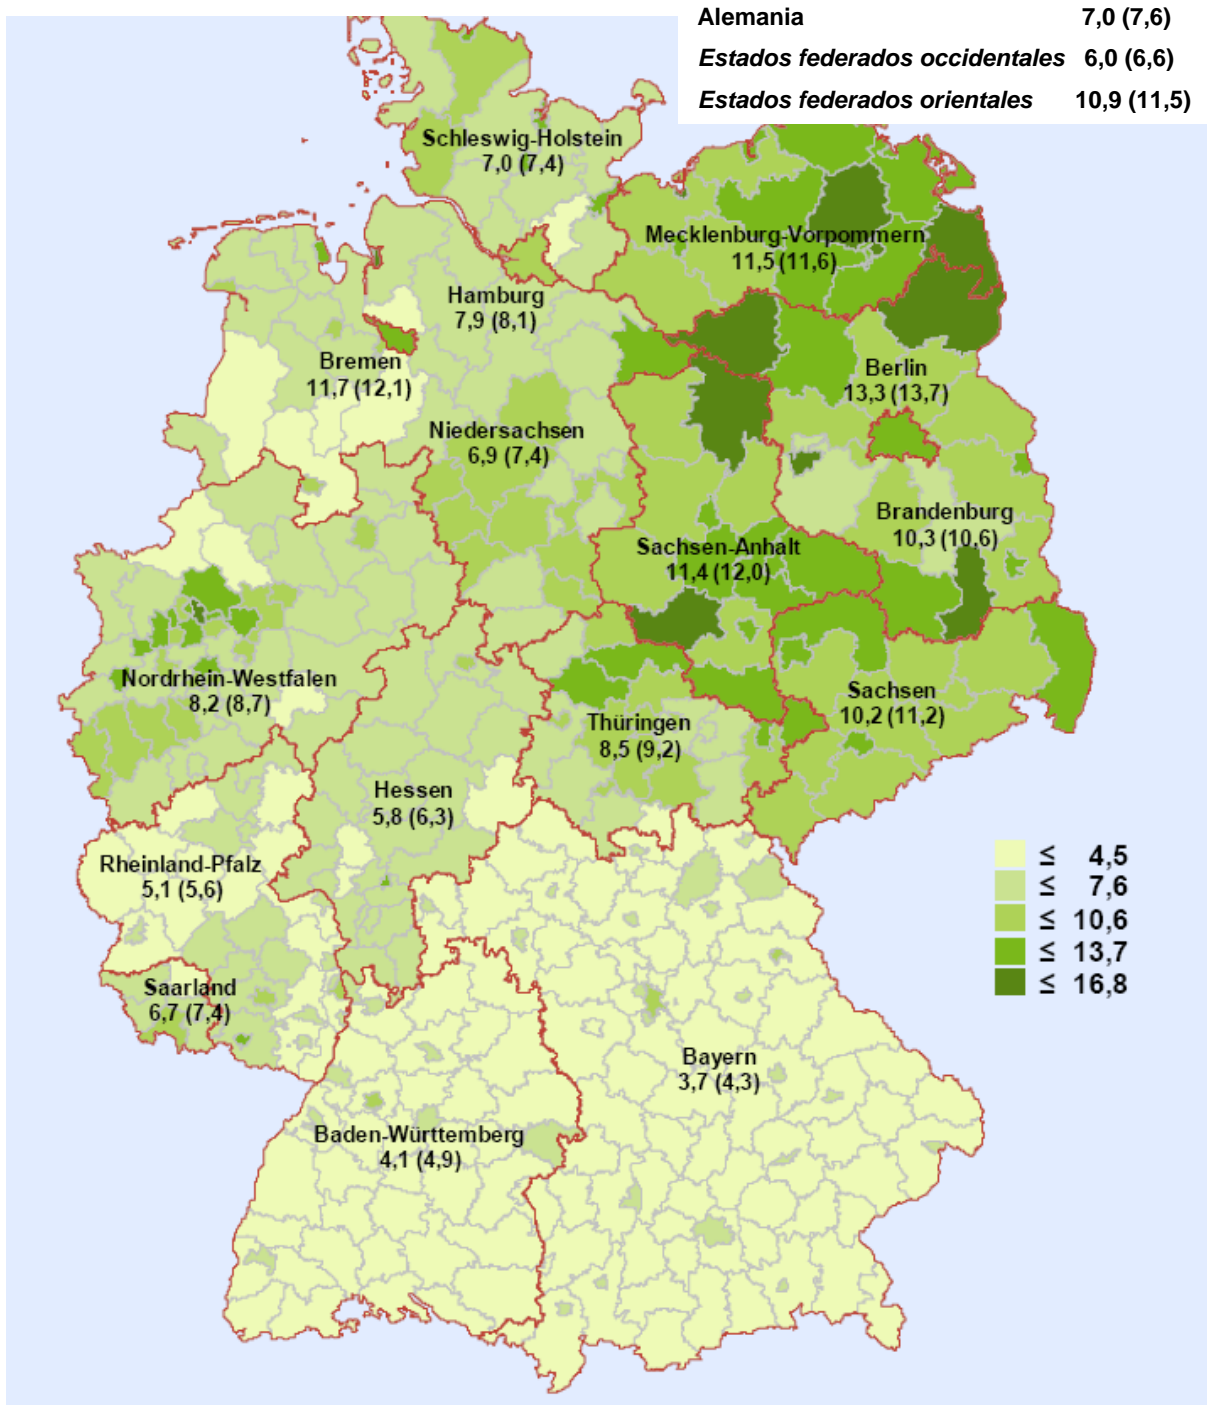 Alemania 7,0 (7,6)
Estados federados occidentales 6,0 (6,6)
Estados federados orientales 10,9 (11,5)
Schleswig-Holstein
7,0 (7,4)
Mecklenburg-Vorpommern
11,5 (11,6)
Hamburg
7,9 (8,1)
Bremen
11,7 (12,1)
Berlin
13,3 (13,7)
Niedersachsen
6,9 (7,4)
Brandenburg
10,3 (10,6)
Sachsen-Anhalt
11,4 (12,0)
Nordrhein-Westfalen
8,2 (8,7)
Sachsen
10,2 (11,2)
Thüringen
8,5 (9,2)
Hessen
5,8 (6,3)
Rheinland-Pfalz
5,1 (5,6)
≤ 4,5
≤ 7,6
≤ 10,6
≤ 13,7
≤ 16,8
Saarland
6,7 (7,4)
Bayern
3,7 (4,3)
Baden-Württemberg
4,1 (4,9)